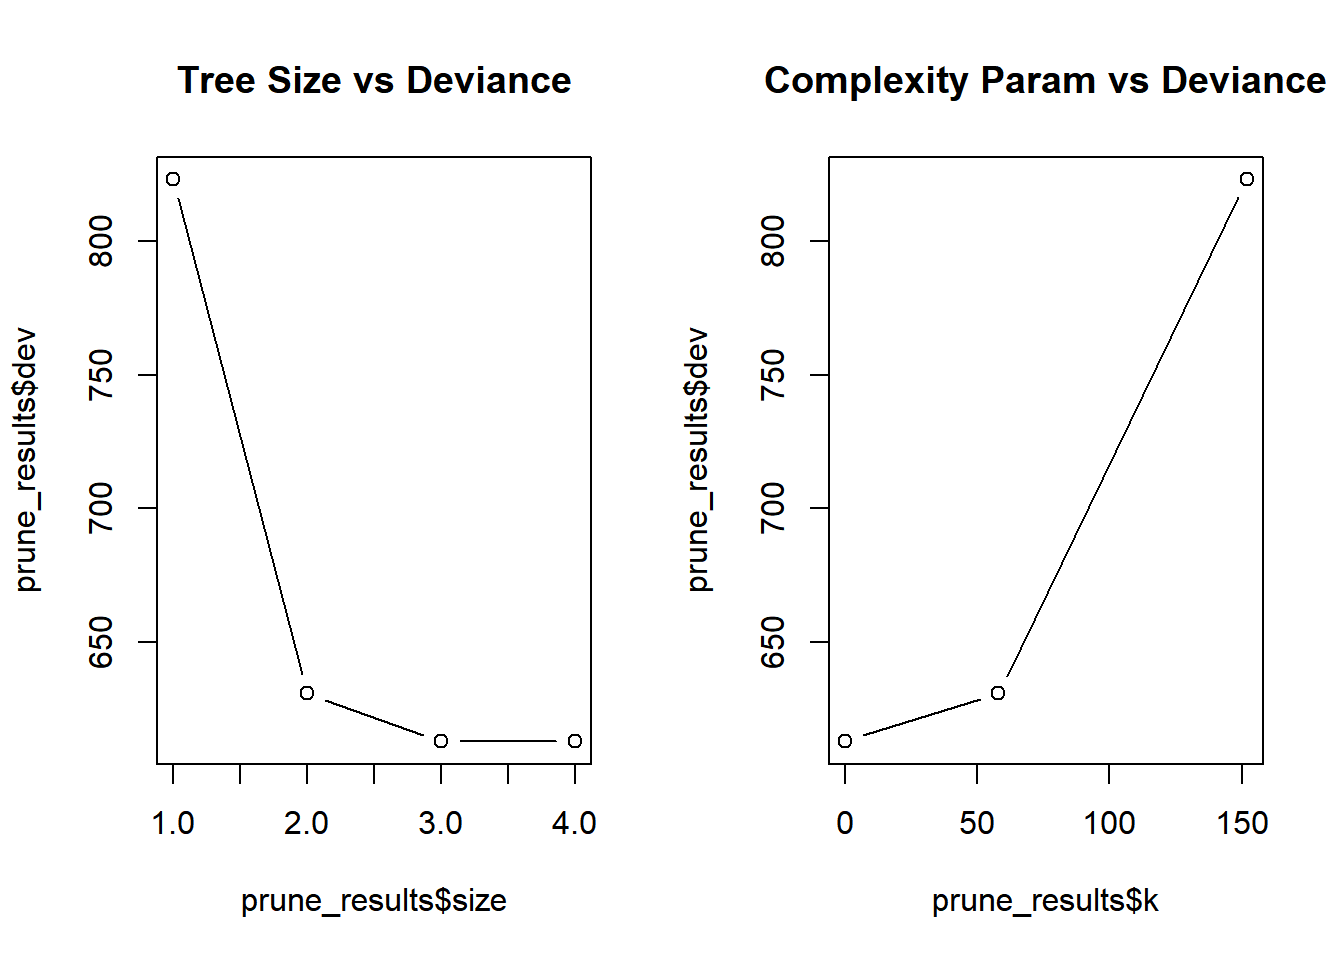 Tree Size vs Deviance
prune_results$dev
800
750
700
650
1.0 2.0 3.0 4.0
prune_results$size
Complexity Param vs Deviance
prune_results$dev
800
750
700
650
0 50 100 150
prune_results$k